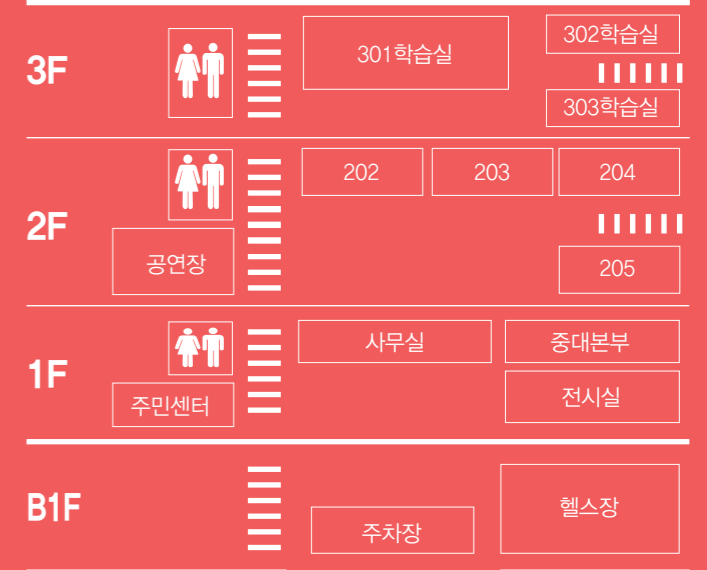 3F
301학습실
302학습실
303학습실
2F
202
203
204
공연장
205
1F
사무실
중대본부
주민센터
전시실
B1F
주차장
헬스장